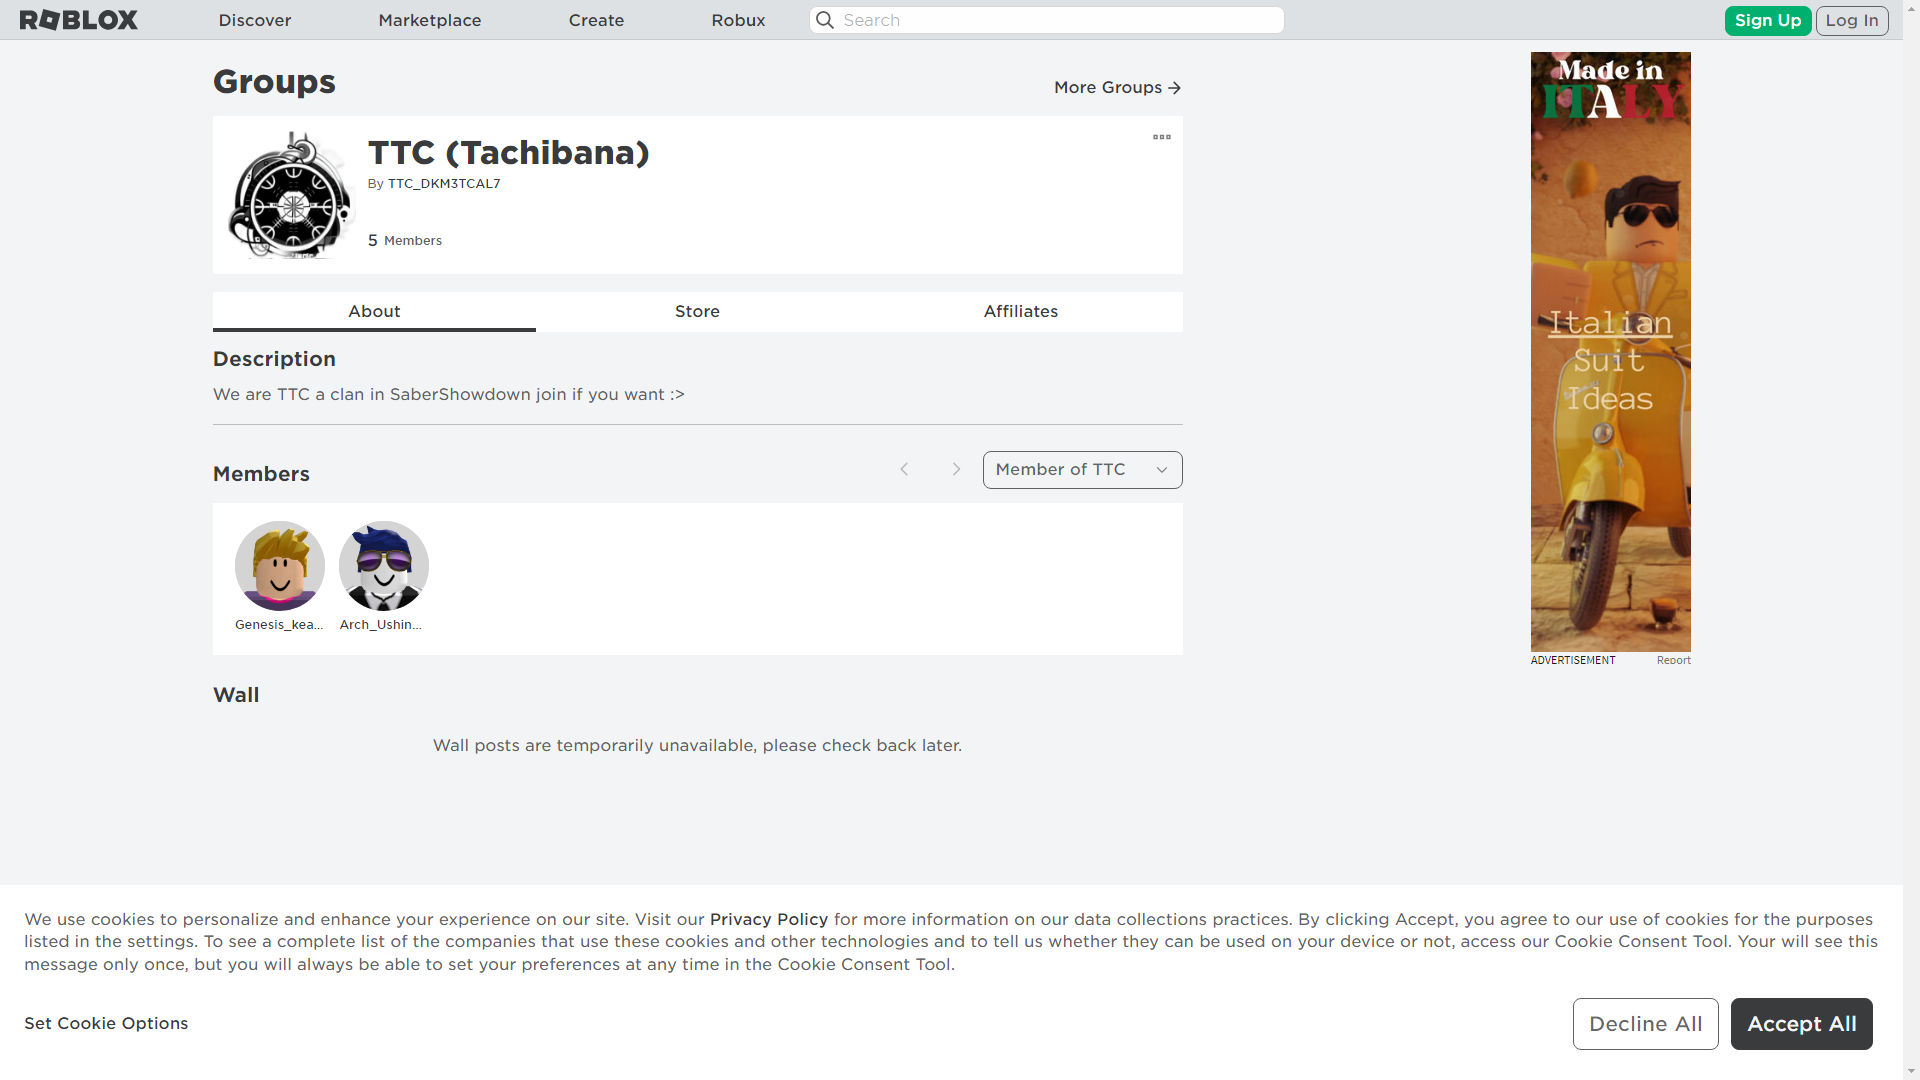 ROBLOX
Discover
Marketplace
Create
Robux
Search
Sign Up
Log In
Groups
More Groups
TTC (Tachibana)
By TTC_DKM3TCAL7
5 Members
About
Store
Affiliates
Description
We are TTC a clan in SaberShowdown join if you want :>
Members
Member of TTC
Genesis_kea...
Arch_Ushin...
Wall
Wall posts are temporarily unavailable, please check back later.
Made in
ITALY
Italian
Suit
Ideas
ADVERTISEMENT
Report
We use cookies to personalize and enhance your experience on our site. Visit our Privacy Policy for more information on our data collections practices. By clicking Accept, you agree to our use of cookies for the purposes
listed in the settings. To see a complete list of the companies that use these cookies and other technologies and to tell us whether they can be used on your device or not, access our Cookie Consent Tool. Your will see this
message only once, but you will always be able to set your preferences at any time in the Cookie Consent Tool.
Set Cookie Options
Decline All
Accept All